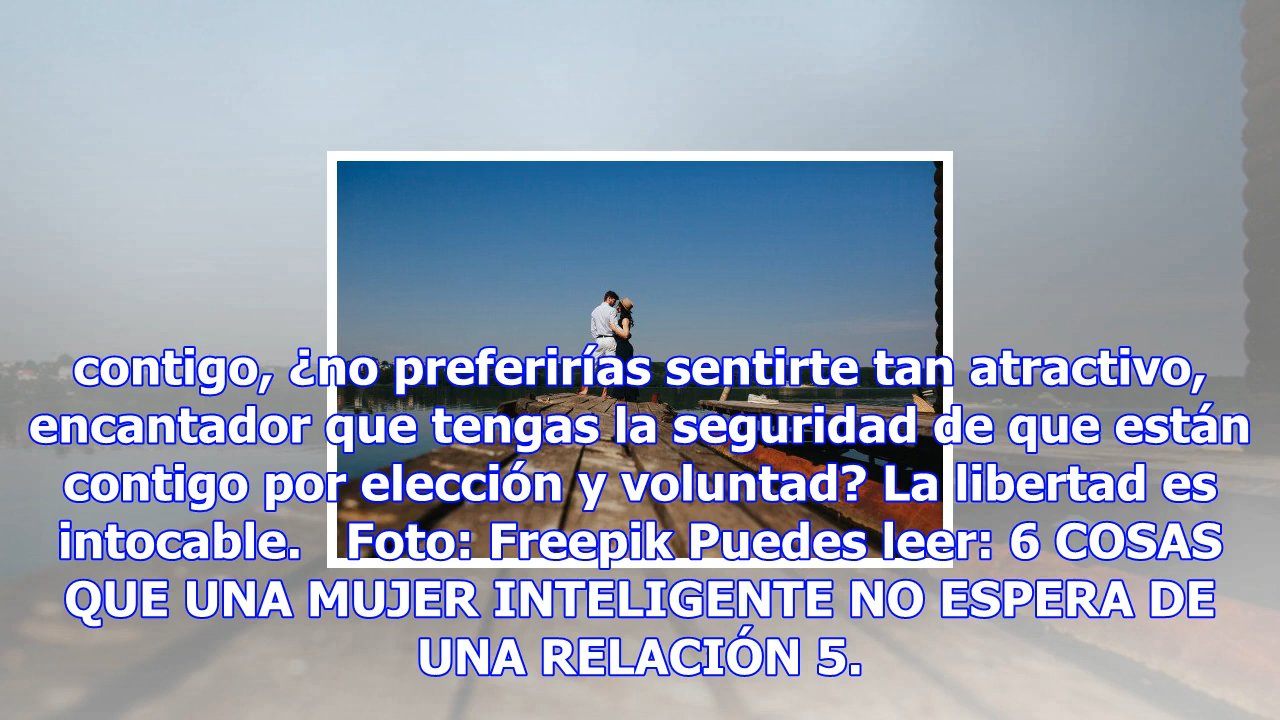 contigo, ¿no preferirías sentirte tan atractivo,
encantador que tengas la seguridad de que están
contigo por elección y voluntad? La libertad es
intocable.   Foto: Freepik Puedes leer: 6 COSAS
QUE UNA MUJER INTELIGENTE NO ESPERA DE
UNA RELACIÓN 5.